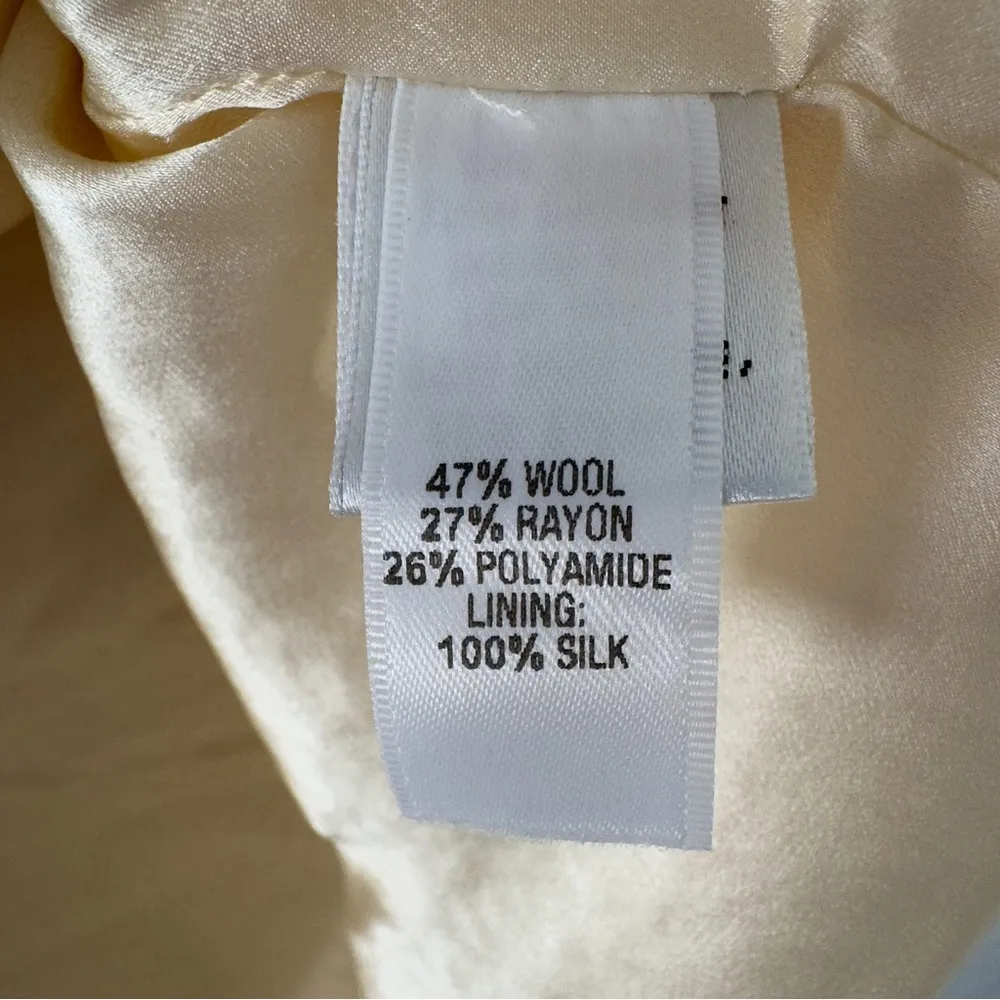 47% WOOL
27% RAYON
26% POLYAMIDE
LINING:
100% SILK